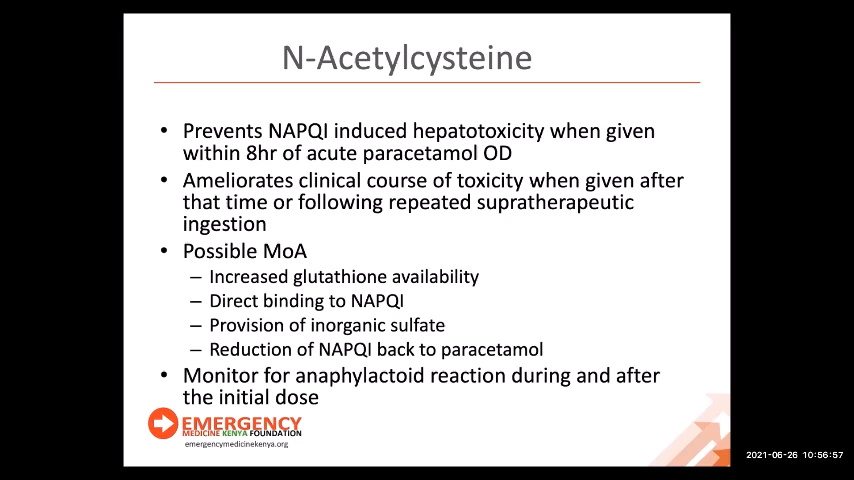 N-Acetylcysteine
• Prevents NAPQI induced hepatotoxicity when given
within 8hr of acute paracetamol OD
• Ameliorates clinical course of toxicity when given after
that time or following repeated supratherapeutic
ingestion
• Possible MoA
– Increased glutathione availability
– Direct binding to NAPQI
– Provision of inorganic sulfate
– Reduction of NAPQI back to paracetamol
• Monitor for anaphylactoid reaction during and after
the initial dose
EMERGENCY
MEDICINE KENYA FOUNDATION
emergencymedicinekenya.org
2021-06-26 10:56:57